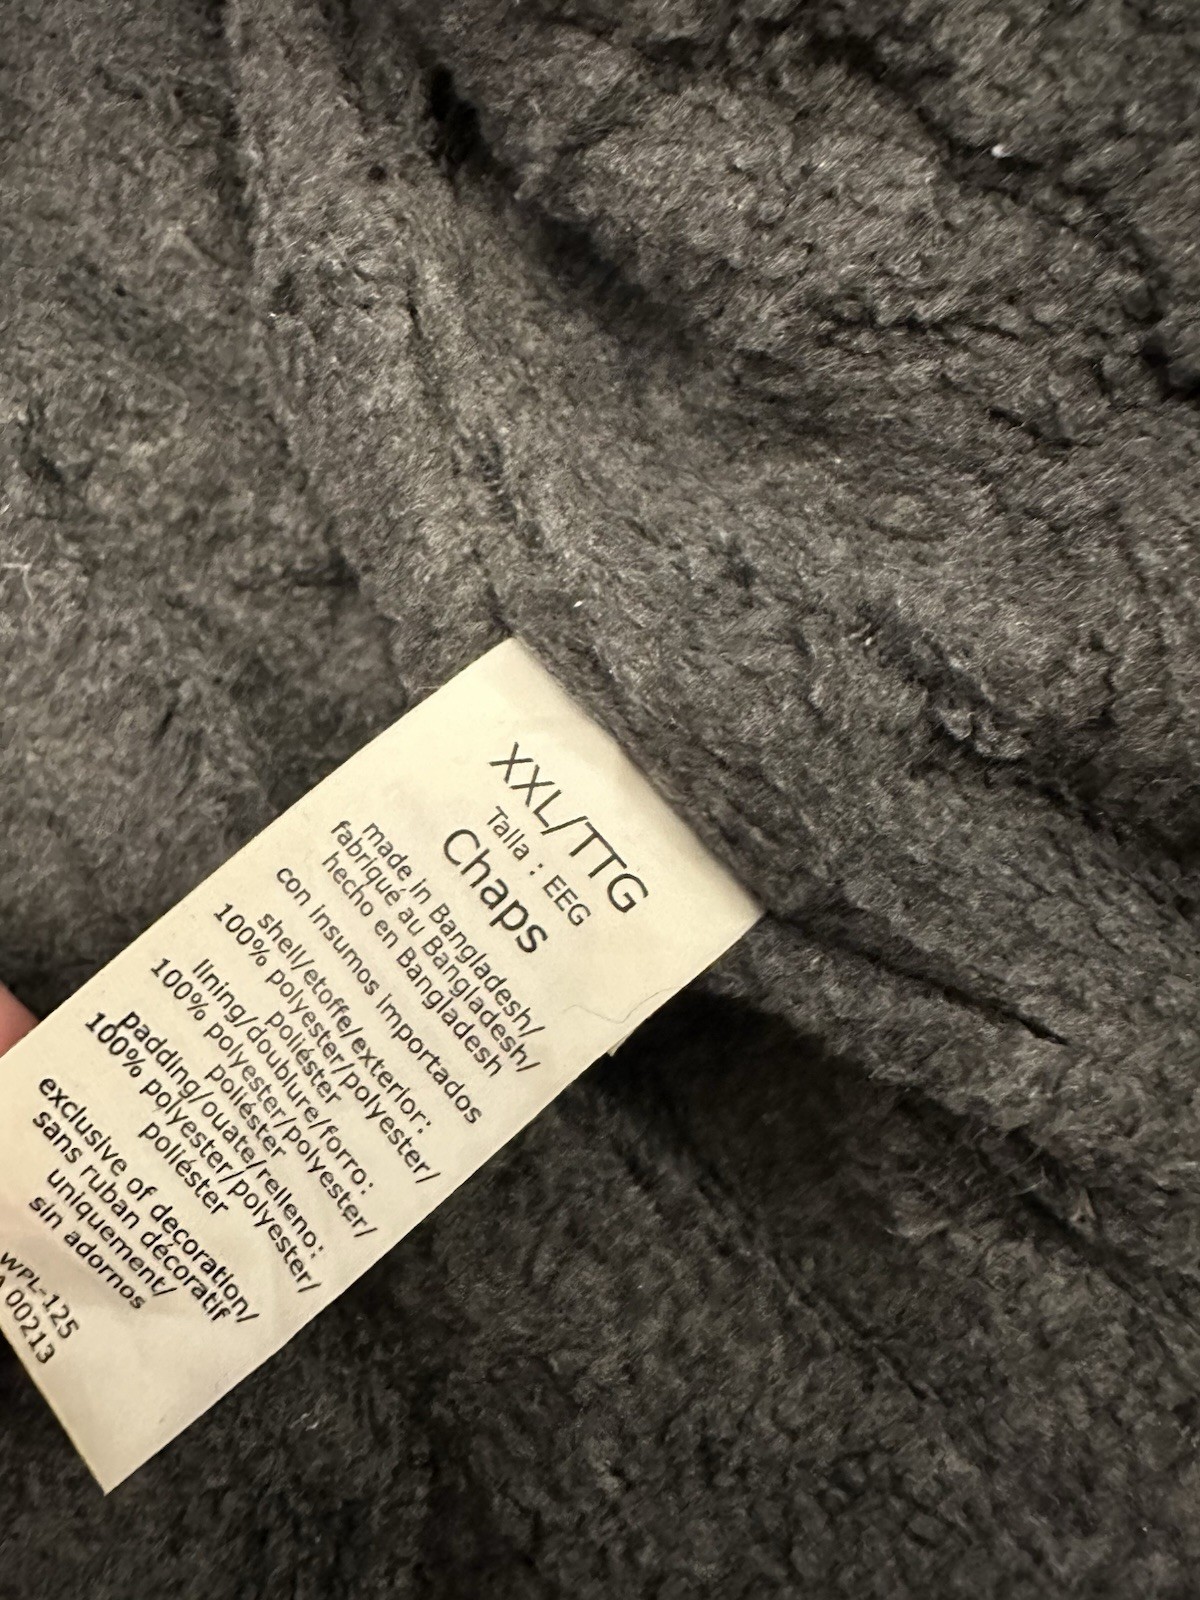 XXL/TTG
Talla : EEG
Chaps
made in Bangladesh/
fabriqué au Bangladesh/
hecho en Bangladesh
con insumos importados
shell/etoffe/exterior:
100% polyester/polyester/
poliéster
lining/doublure/forro:
100% polyester/polyester/
poliéster
padding/ouate/relleno:
100% polyester/polyester/
poliéster
exclusive of decoration/
sans ruban décoratif
uniquement/
sin adornos
WPL-125
00213